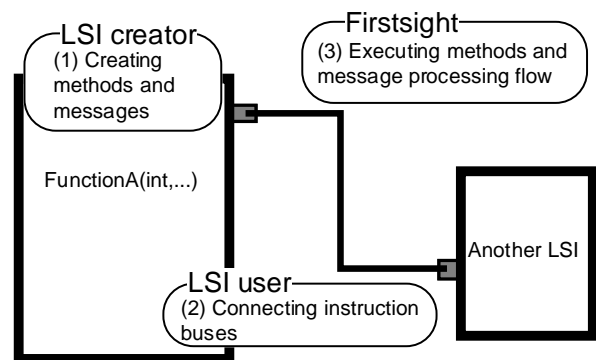 LSI creator
(1) Creating
methods and
messages
Firstsight
(3) Executing methods and
message processing flow
FunctionA(int,...)
Another LSI
LSI user
(2) Connecting instruction
buses